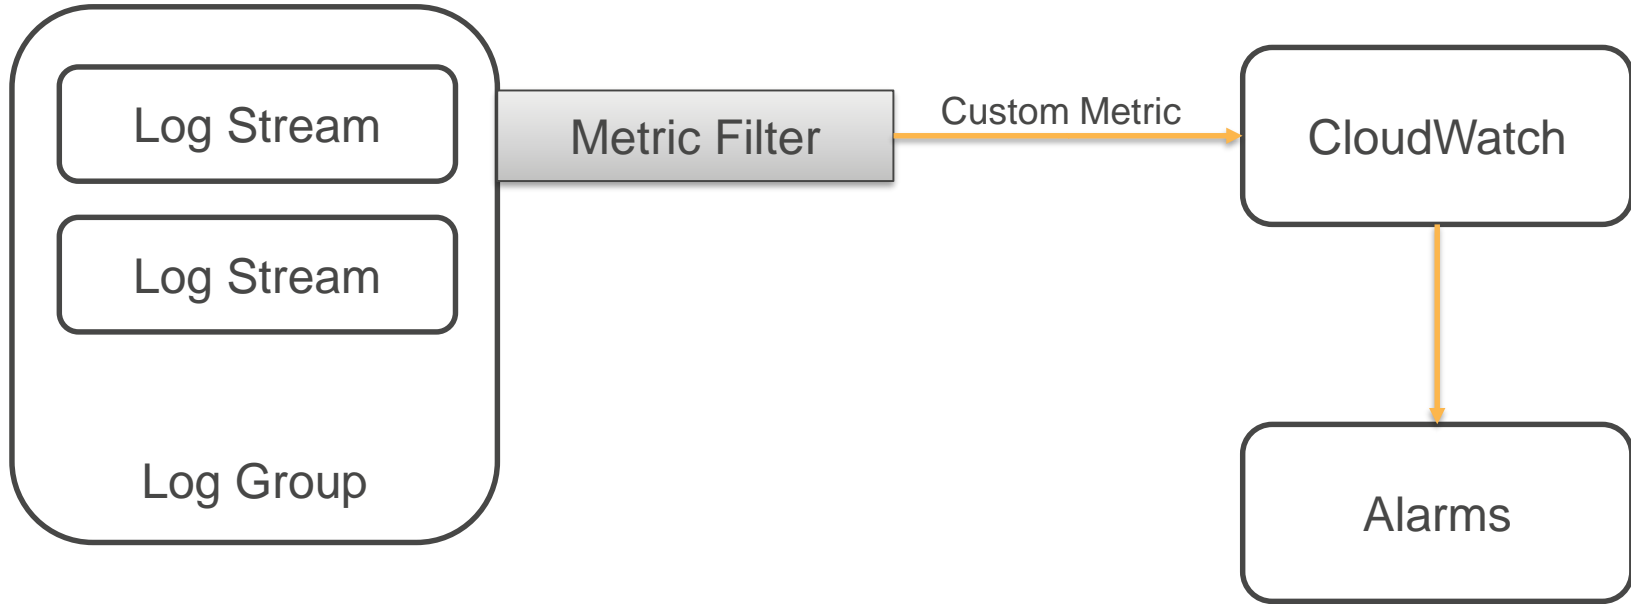 Log Stream
Metric Filter
Custom Metric
CloudWatch
Log Stream
Log Group
Alarms